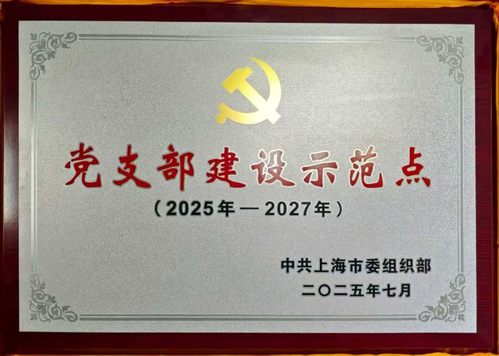 党支部建设示范点
（2025年—2027年）
中共上海市委组织部
二〇二五年七月